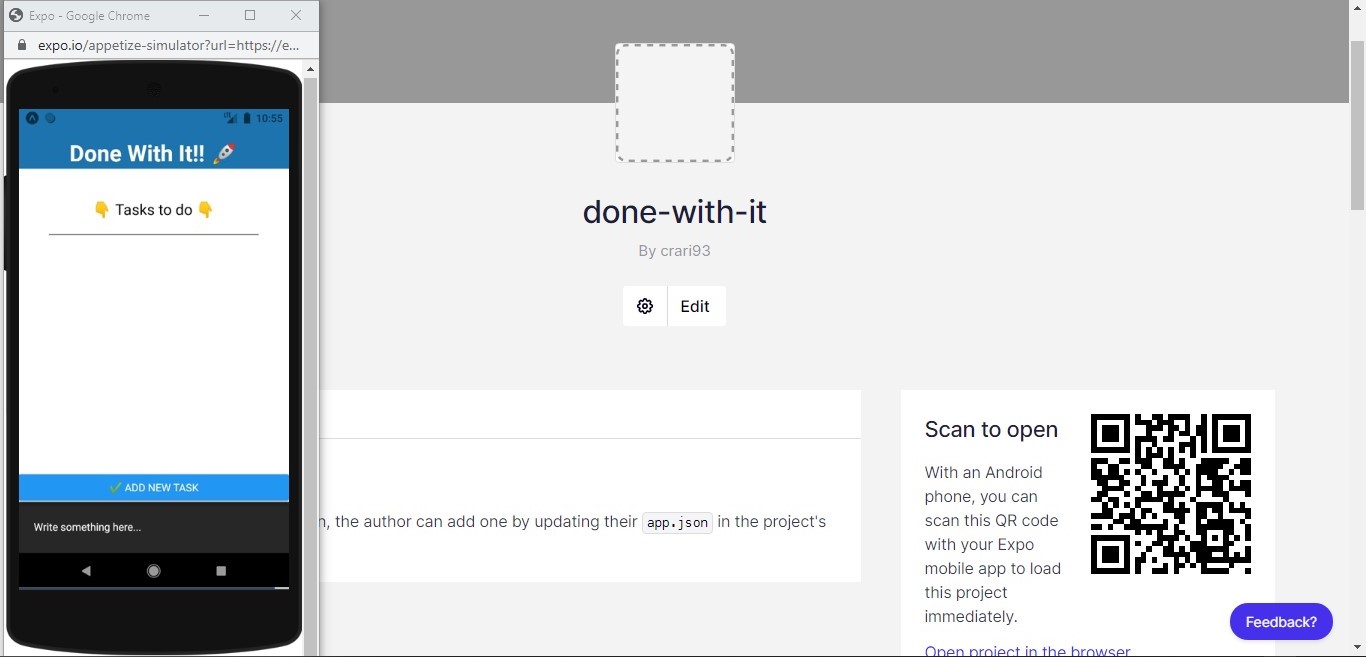 Expo - Google Chrome
expo.io/appetize-simulator?url=https://e...
10:55
Done With It!! 🚀
👇 Tasks to do 👇
✅ ADD NEW TASK
Write something here...
done-with-it
By crari93
Edit
n, the author can add one by updating their app.json in the project's
Scan to open
With an Android
phone, you can
scan this QR code
with your Expo
mobile app to load
this project
immediately.
Open project in the browser
Feedback?